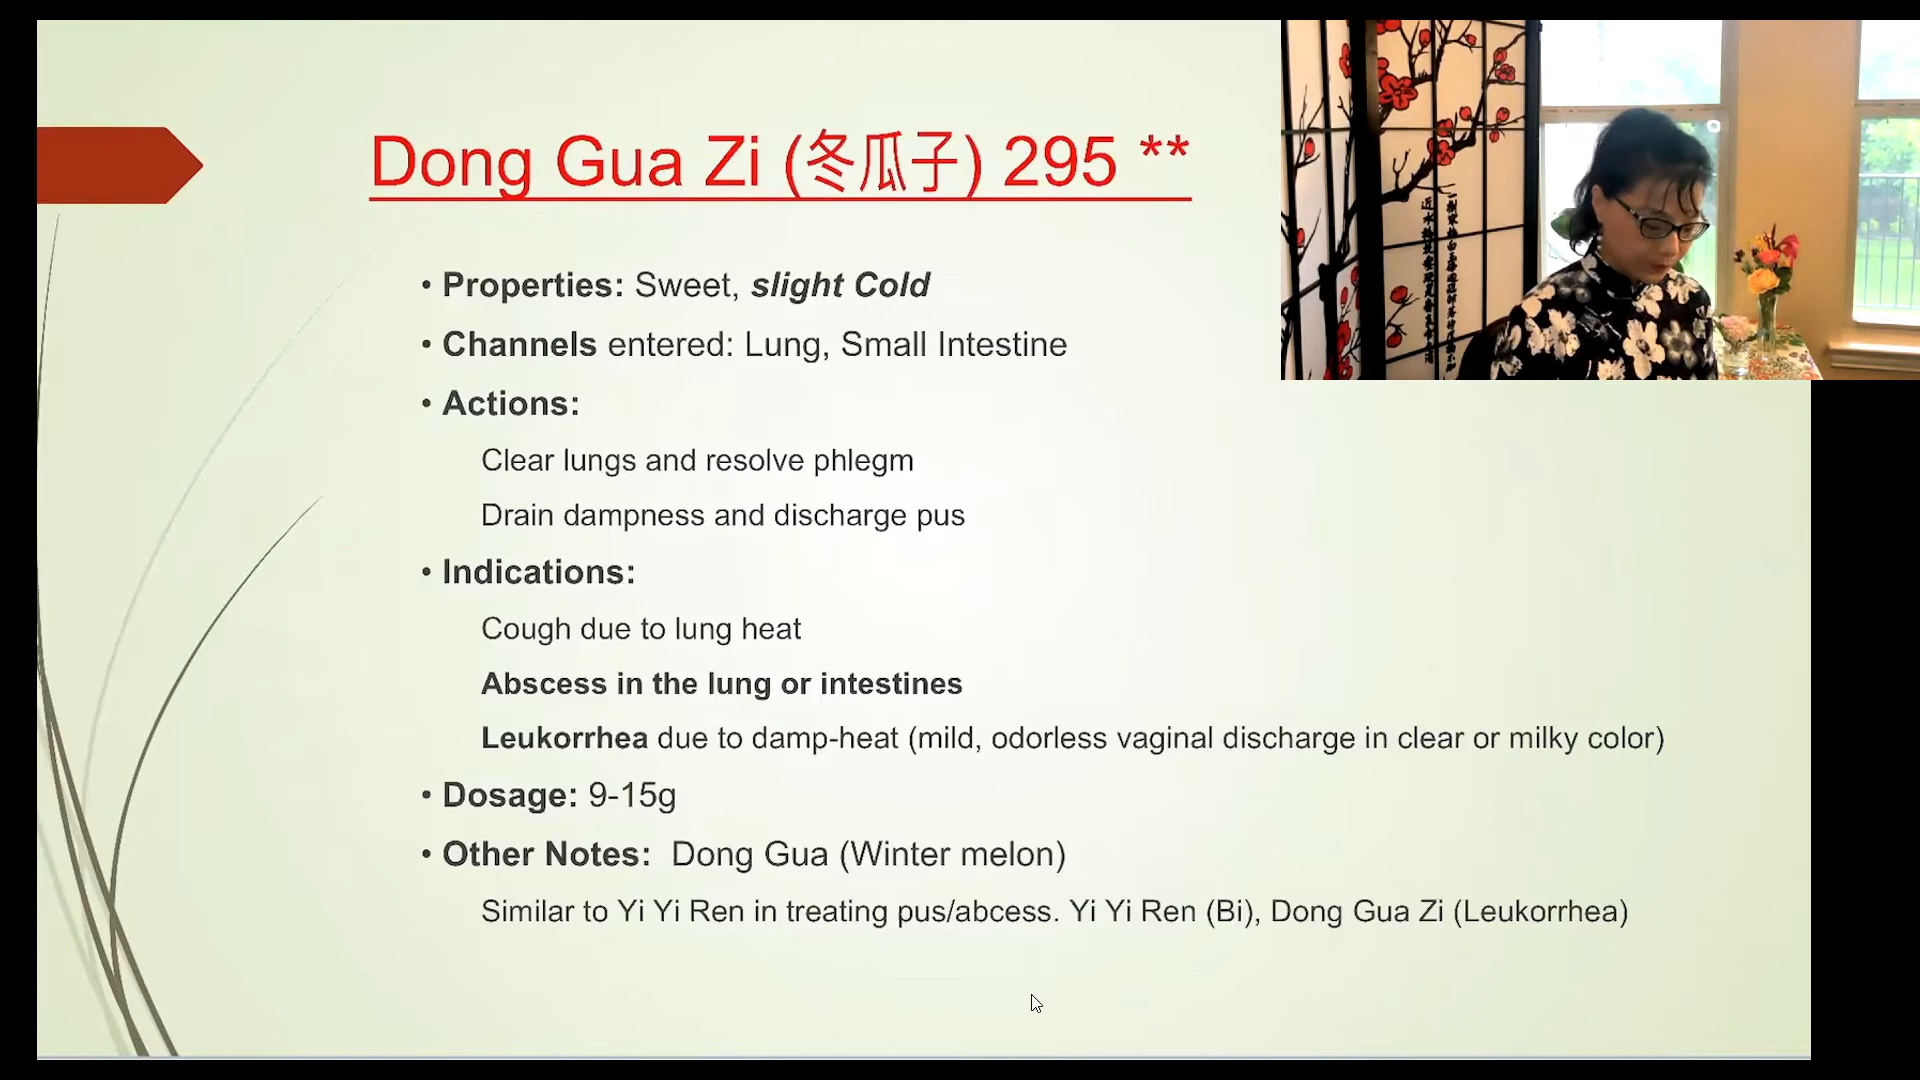 Dong Gua Zi (冬瓜子) 295 **
• Properties: Sweet, slight Cold
• Channels entered: Lung, Small Intestine
• Actions:
Clear lungs and resolve phlegm
Drain dampness and discharge pus
• Indications:
Cough due to lung heat
Abscess in the lung or intestines
Leukorrhea due to damp-heat (mild, odorless vaginal discharge in clear or milky color)
• Dosage: 9-15g
• Other Notes: Dong Gua (Winter melon)
Similar to Yi Yi Ren in treating pus/abcess. Yi Yi Ren (Bi), Dong Gua Zi (Leukorrhea)